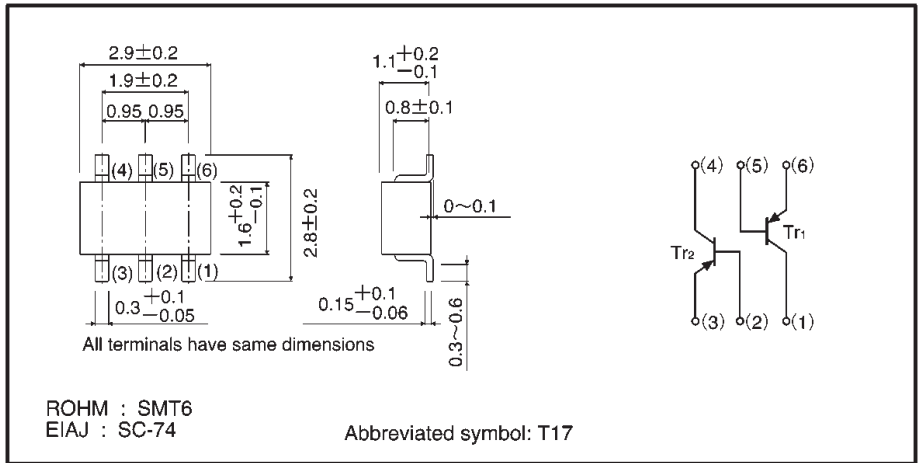 2.9±0.2
1.9±0.2
0.95 0.95
(4) (5) (6)
(3) (2) (1)
1.6+0.2−0.1
2.8±0.2
0.3+0.1−0.05
All terminals have same dimensions
1.1+0.2−0.1
0.8±0.1
0~0.1
0.15+0.1−0.06
0.3~0.6
(4) (5) (6)
Tr1
Tr2
(3) (2) (1)
ROHM : SMT6
EIAJ : SC-74
Abbreviated symbol: T17